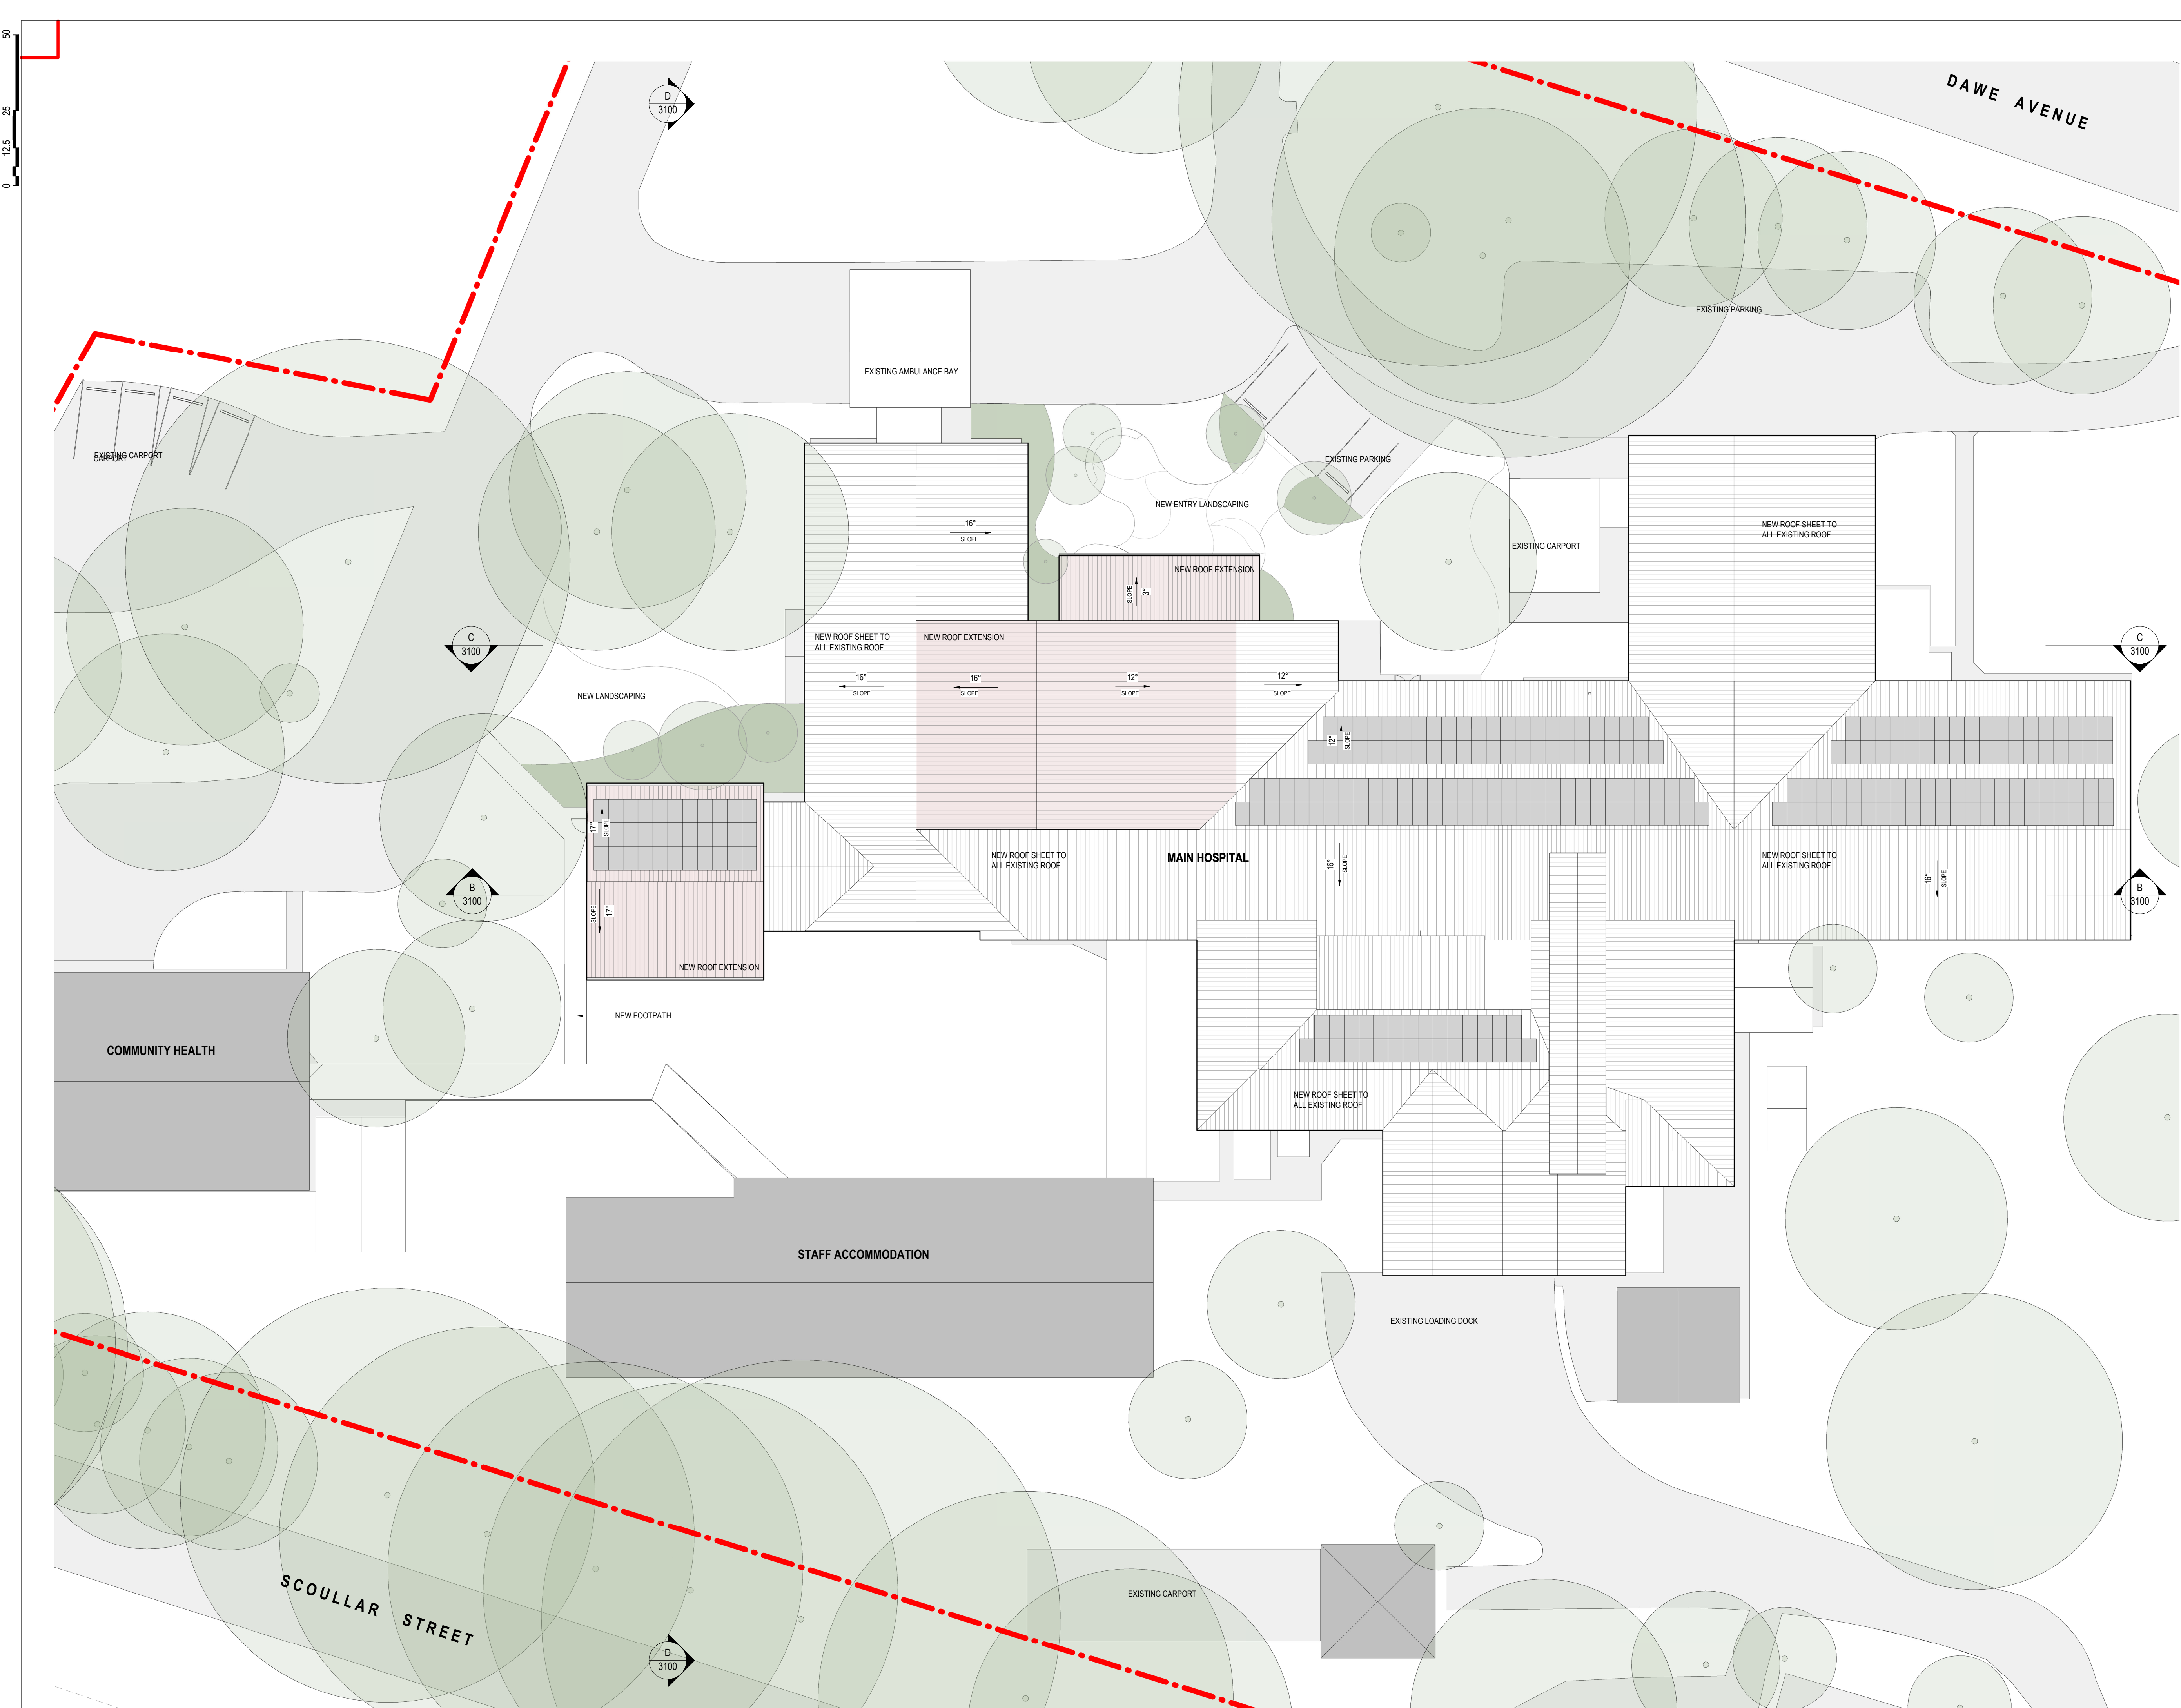 50
25
12.5
0
D
3100
DAWE AVENUE
EXISTING PARKING
EXISTING AMBULANCE BAY
EXISTING CARPORT
CARPORT
EXISTING PARKING
NEW ENTRY LANDSCAPING
16°
SLOPE
NEW ROOF SHEET TO
ALL EXISTING ROOF
EXISTING CARPORT
NEW ROOF EXTENSION
SLOPE
3°
C
3100
NEW ROOF SHEET TO
ALL EXISTING ROOF
NEW ROOF EXTENSION
C
3100
16°
SLOPE
16°
SLOPE
12°
SLOPE
12°
SLOPE
NEW LANDSCAPING
12°
SLOPE
17°
SLOPE
NEW ROOF SHEET TO
ALL EXISTING ROOF
MAIN HOSPITAL
16°
SLOPE
NEW ROOF SHEET TO
ALL EXISTING ROOF
16°
SLOPE
B
3100
B
3100
SLOPE
17°
NEW ROOF EXTENSION
NEW FOOTPATH
COMMUNITY HEALTH
NEW ROOF SHEET TO
ALL EXISTING ROOF
STAFF ACCOMMODATION
EXISTING LOADING DOCK
SCOULLAR STREET
EXISTING CARPORT
D
3100